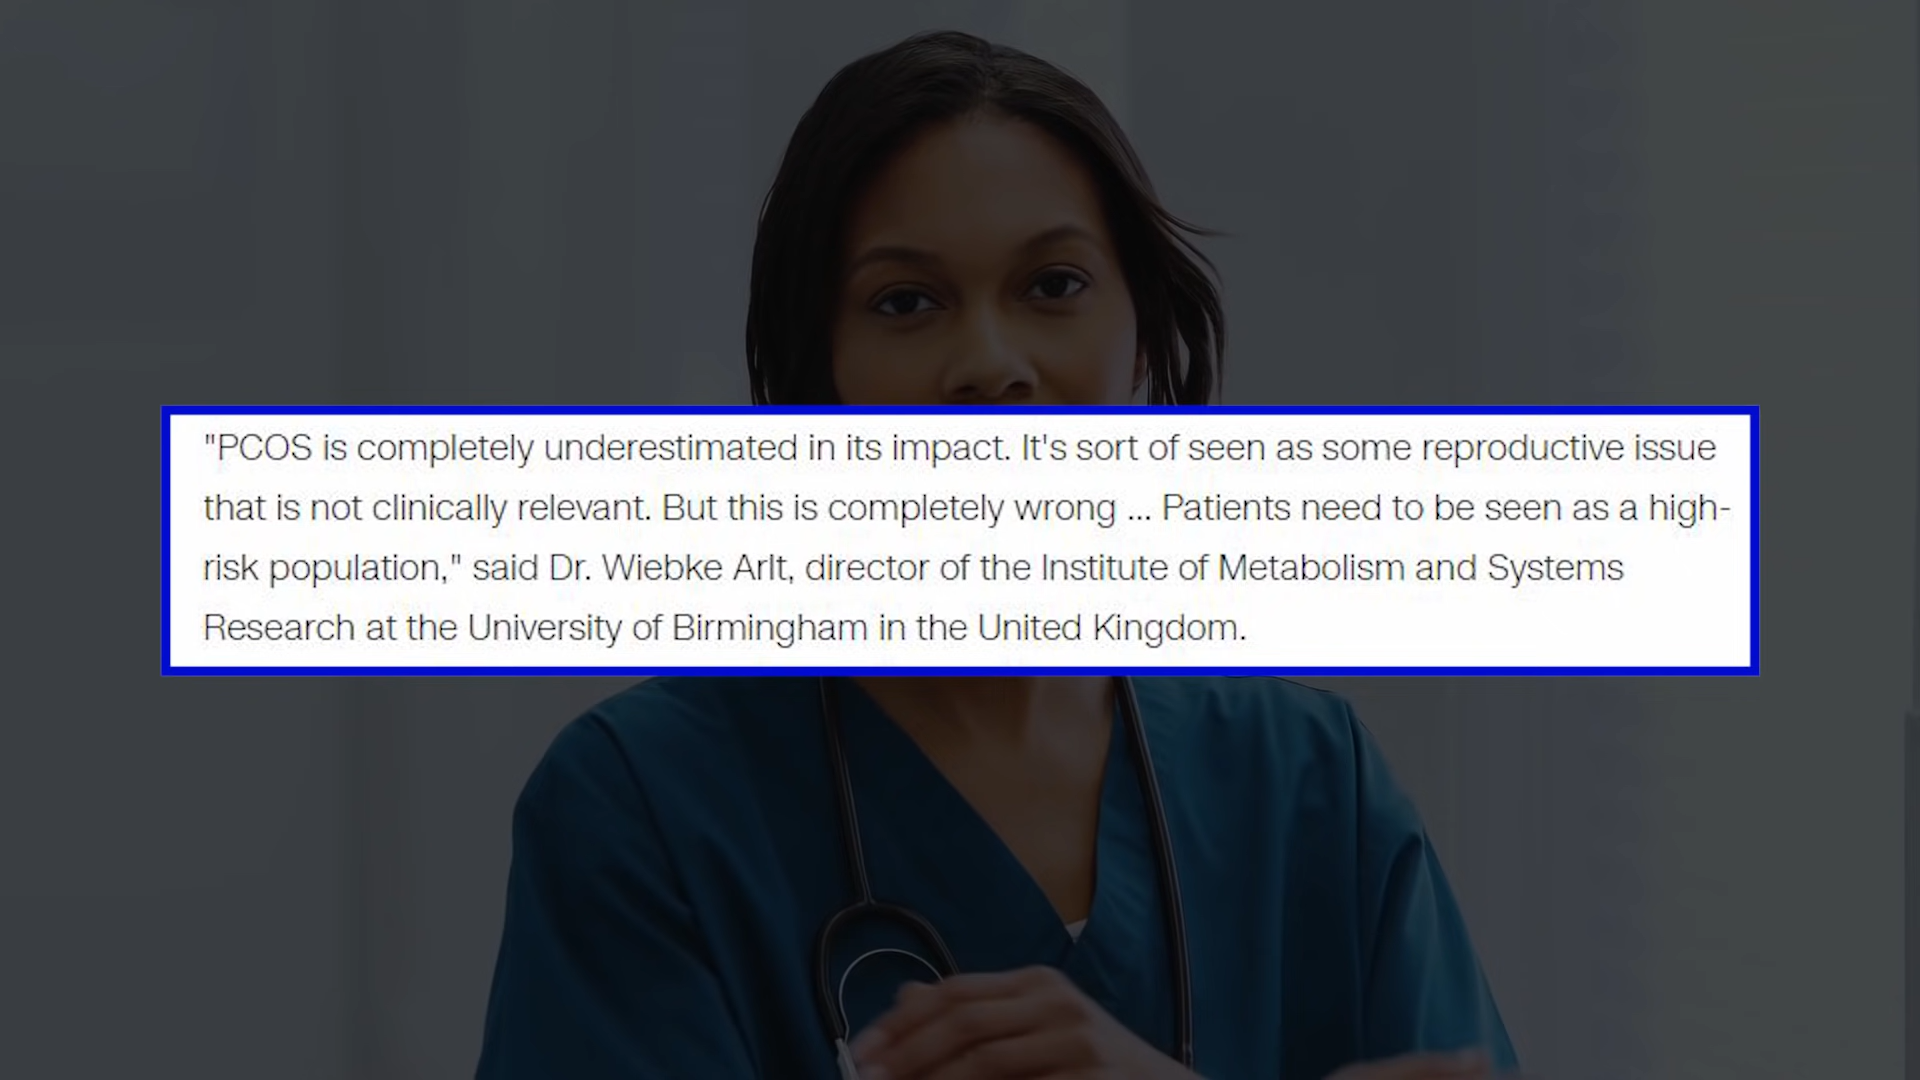 "PCOS is completely underestimated in its impact. It's sort of seen as some reproductive issue
that is not clinically relevant. But this is completely wrong ... Patients need to be seen as a high-
risk population," said Dr. Wiebke Arlt, director of the Institute of Metabolism and Systems
Research at the University of Birmingham in the United Kingdom.